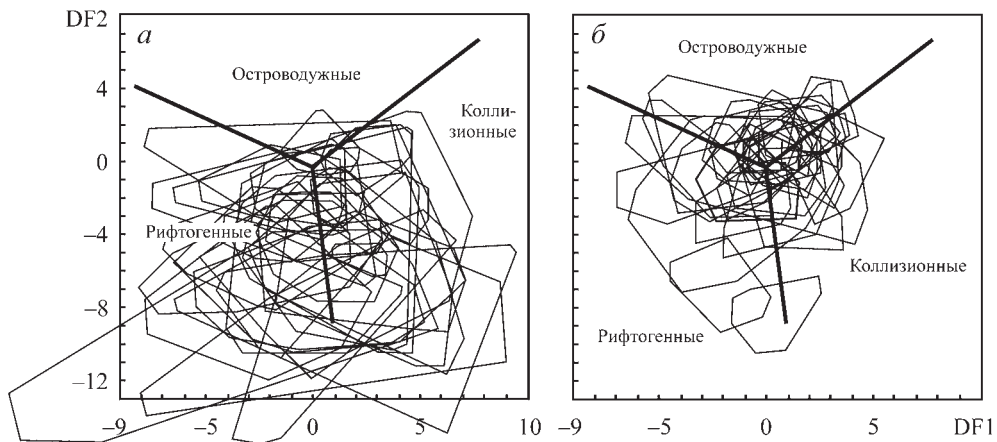 DF2
а
Островодужные
4
Колли-
зионные
0
Рифтогенные
–4
–8
–12
–9
–5
0
5
10
б
Островодужные
Коллизионные
Рифтогенные
–9
–5
0
5
DF1